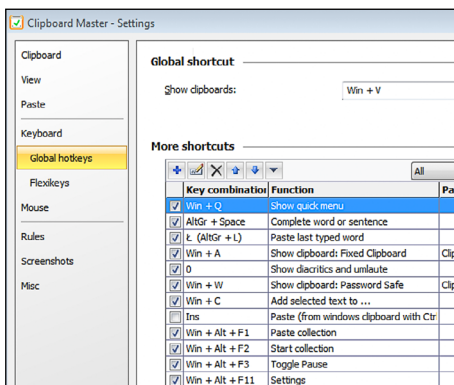 Clipboard Master - Settings
Clipboard
View
Paste
Keyboard
Global hotkeys
Flexikeys
Mouse
Rules
Screenshots
Misc
Global shortcut
Show clipboards:
Win + V
More shortcuts
All
Key combination Function Pa
Win + Q Show quick menu
AltGr + Space Complete word or sentence
Ł (AltGr + L) Paste last typed word
Win + A Show clipboard: Fixed Clipboard Clip
0 Show diacritics and umlaute
Win + W Show clipboard: Password Safe Clip
Win + C Add selected text to ...
Ins Paste (from windows clipboard with Ctrl
Win + Alt + F1 Paste collection
Win + Alt + F2 Start collection
Win + Alt + F3 Toggle Pause
Win + Alt + F11 Settings